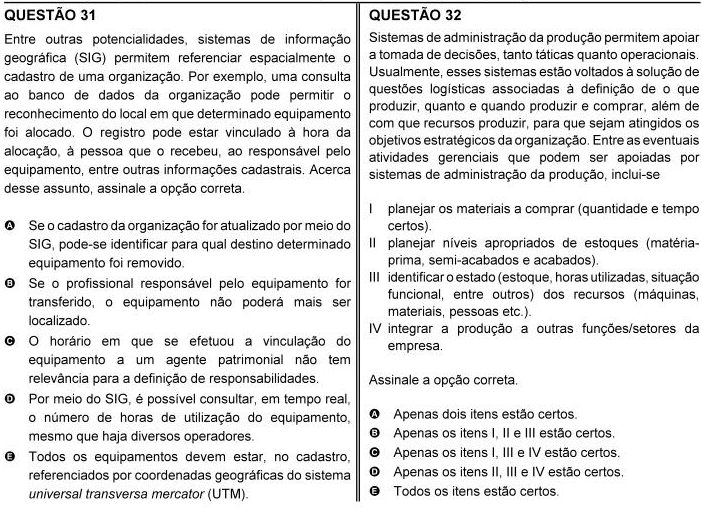 QUESTÃO 31
Entre outras potencialidades, sistemas de informação
geográfica (SIG) permitem referenciar espacialmente o
cadastro de uma organização. Por exemplo, uma consulta
ao banco de dados da organização pode permitir o
reconhecimento do local em que determinado equipamento
foi alocado. O registro pode estar vinculado à hora da
alocação, à pessoa que o recebeu, ao responsável pelo
equipamento, entre outras informações cadastrais. Acerca
desse assunto, assinale a opção correta.
A Se o cadastro da organização for atualizado por meio do
SIG, pode-se identificar para qual destino determinado
equipamento foi removido.
B Se o profissional responsável pelo equipamento for
transferido, o equipamento não poderá mais ser
localizado.
C O horário em que se efetuou a vinculação do
equipamento a um agente patrimonial não tem
relevância para a definição de responsabilidades.
D Por meio do SIG, é possível consultar, em tempo real,
o número de horas de utilização do equipamento,
mesmo que haja diversos operadores.
E Todos os equipamentos devem estar, no cadastro,
referenciados por coordenadas geográficas do sistema
universal transversa mercator (UTM).
QUESTÃO 32
Sistemas de administração da produção permitem apoiar
a tomada de decisões, tanto táticas quanto operacionais.
Usualmente, esses sistemas estão voltados à solução de
questões logísticas associadas à definição de o que
produzir, quanto e quando produzir e comprar, além de
com que recursos produzir, para que sejam atingidos os
objetivos estratégicos da organização. Entre as eventuais
atividades gerenciais que podem ser apoiadas por
sistemas de administração da produção, inclui-se
I planejar os materiais a comprar (quantidade e tempo
certos).
II planejar níveis apropriados de estoques (matéria-
prima, semi-acabados e acabados).
III identificar o estado (estoque, horas utilizadas, situação
funcional, entre outros) dos recursos (máquinas,
materiais, pessoas etc.).
IV integrar a produção a outras funções/setores da
empresa.
Assinale a opção correta.
A Apenas dois itens estão certos.
B Apenas os itens I, II e III estão certos.
C Apenas os itens I, III e IV estão certos.
D Apenas os itens II, III e IV estão certos.
E Todos os itens estão certos.